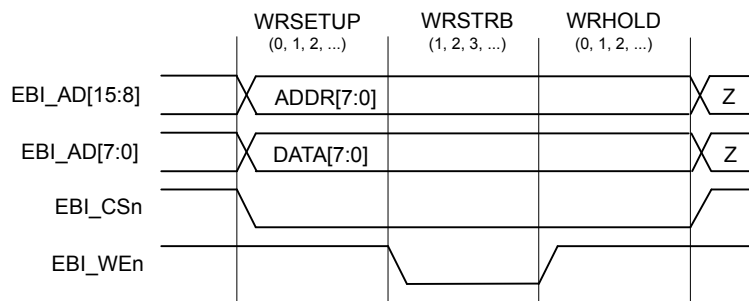 WRSETUP WRSTRB WRHOLD
(0, 1, 2, ...) (1, 2, 3, ...) (0, 1, 2, ...)
EBI_AD[15:8] ADDR[7:0] Z
EBI_AD[7:0] DATA[7:0] Z
EBI_CSn
EBI_WEn